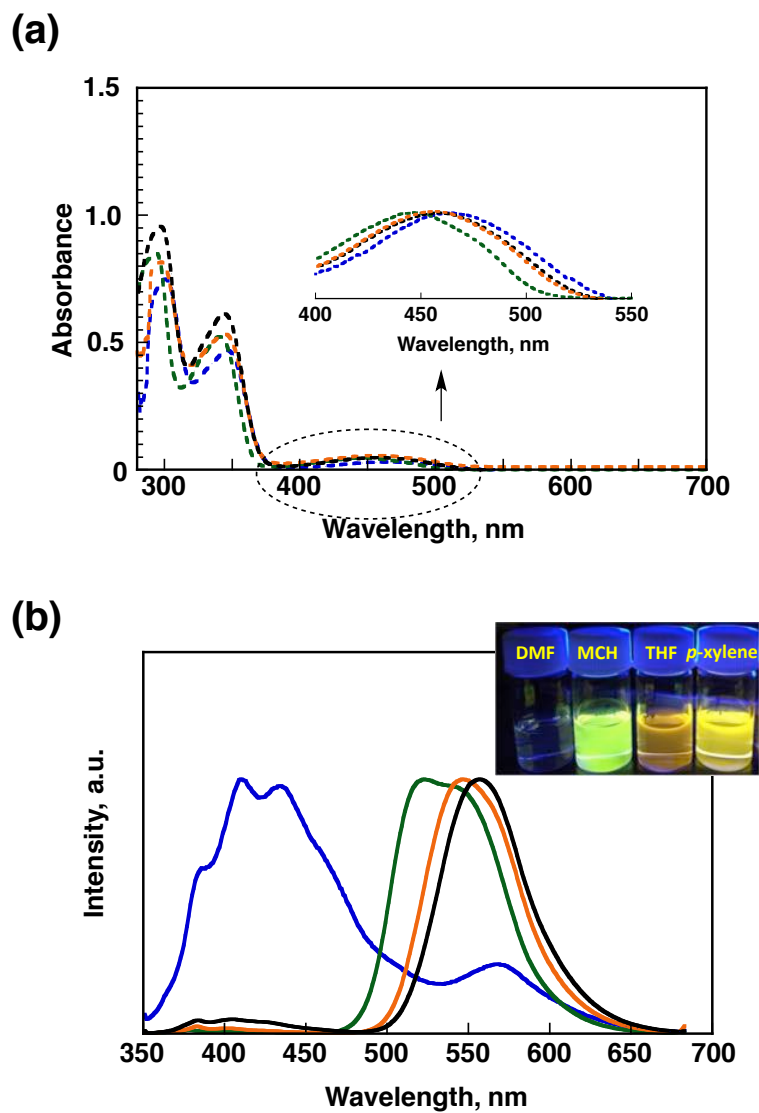 (a)
1.5
1.0
0.5
0
Absorbance
300 400 500 600 700
Wavelength, nm
400 450 500 550
Wavelength, nm
(b)
DMF MCH THF p-xylene
Intensity, a.u.
350 400 450 500 550 600 650 700
Wavelength, nm